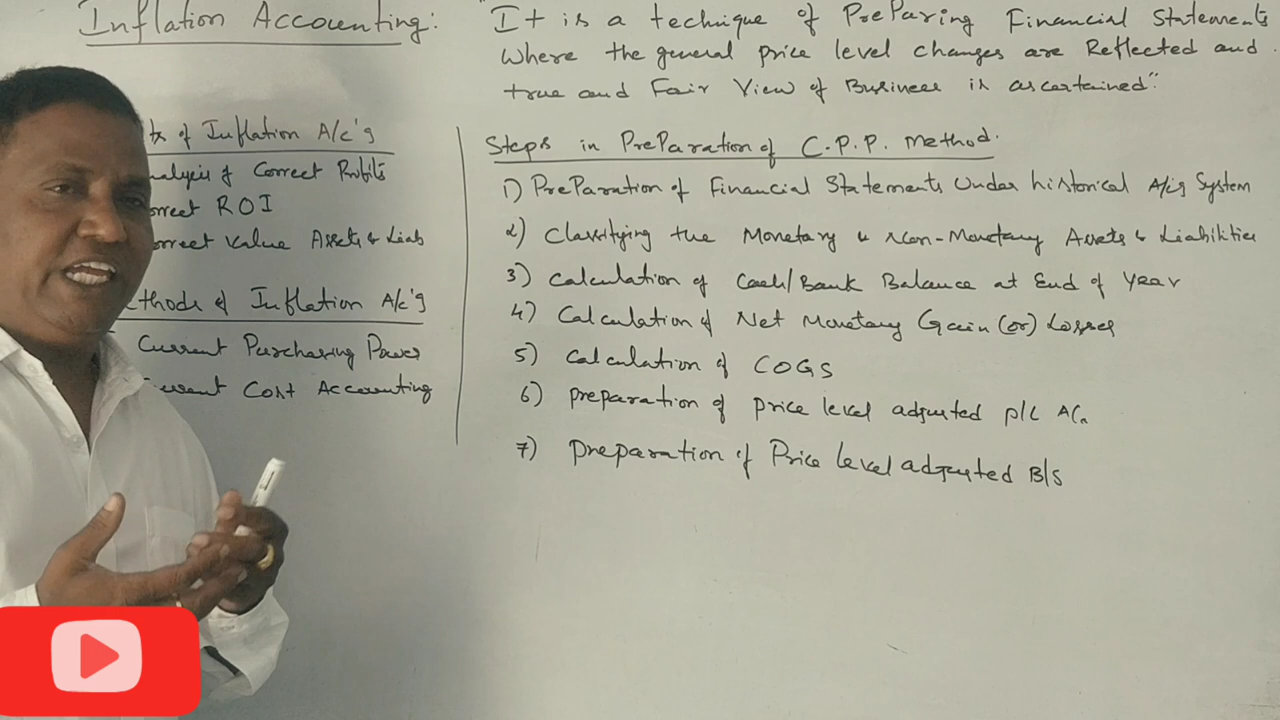 Inflation Accounting:
"It is a technique of Preparing Financial Statements
Where the general price level changes are Reflected and
true and Fair View of Business is ascertained"
of Inflation A/c'g
of Correct Profits
ROI
Value Assets & Liab
of Inflation A/c'g
Current Purchasing Power
Cost Accounting
Steps in Preparation of C.P.P. Method.
1) Preparation of Financial Statements Under historical A/c'g System
2) Classifying the Monetary & Non-Monetary Assets & Liabilities
3) Calculation of Cash/Bank Balance at End of Year
4) Calculation of Net Monetary Gain (or) Losses
5) Calculation of COGS
6) Preparation of price level adjusted P/L A/c.
7) Preparation of Price level adjusted B/S